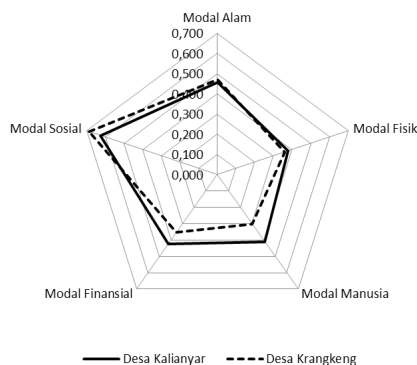 Modal Alam
0,700
0,600
0,500
0,400
0,300
0,200
0,100
0,000
Modal Sosial
Modal Fisik
Modal Finansial
Modal Manusia
Desa Kalianyar
Desa Krangkeng